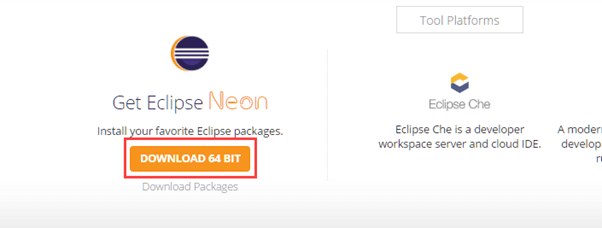 Tool Platforms
Get Eclipse Neon
Install your favorite Eclipse packages.
DOWNLOAD 64 BIT
Download Packages
Eclipse Che
Eclipse Che is a developer
workspace server and cloud IDE.
A modern
develop